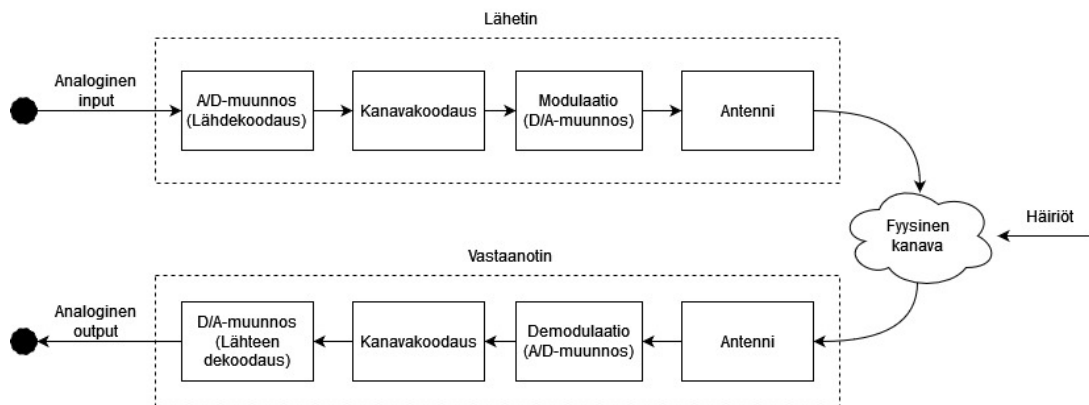 Lähetin
Analoginen
input
A/D-muunnos
(Lähdekoodaus)
Kanavakoodaus
Modulaatio
(D/A-muunnos)
Antenni
Fyysinen
kanava
Häiriöt
Vastaanotin
Analoginen
output
D/A-muunnos
(Lähteen
dekoodaus)
Kanavakoodaus
Demodulaatio
(A/D-muunnos)
Antenni